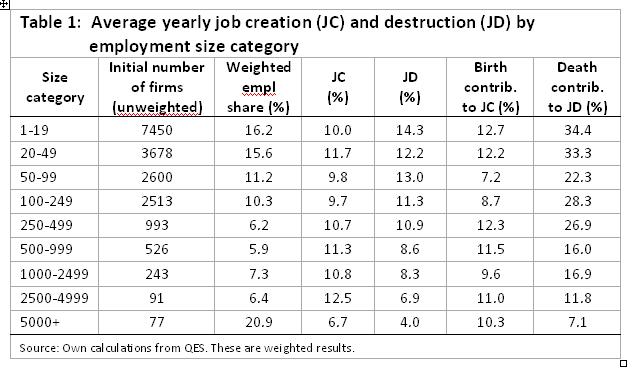 Table 1: Average yearly job creation (JC) and destruction (JD) by
employment size category
Size category Initial number of firms (unweighted) Weighted empl share (%) JC (%) JD (%) Birth contrib. to JC (%) Death contrib. to JD (%)
1-19 7450 16.2 10.0 14.3 12.7 34.4
20-49 3678 15.6 11.7 12.2 12.2 33.3
50-99 2600 11.2 9.8 13.0 7.2 22.3
100-249 2513 10.3 9.7 11.3 8.7 28.3
250-499 993 6.2 10.7 10.9 12.3 26.9
500-999 526 5.9 11.3 8.6 11.5 16.0
1000-2499 243 7.3 10.8 8.3 9.6 16.9
2500-4999 91 6.4 12.5 6.9 11.0 11.8
5000+ 77 20.9 6.7 4.0 10.3 7.1
Source: Own calculations from QES. These are weighted results.